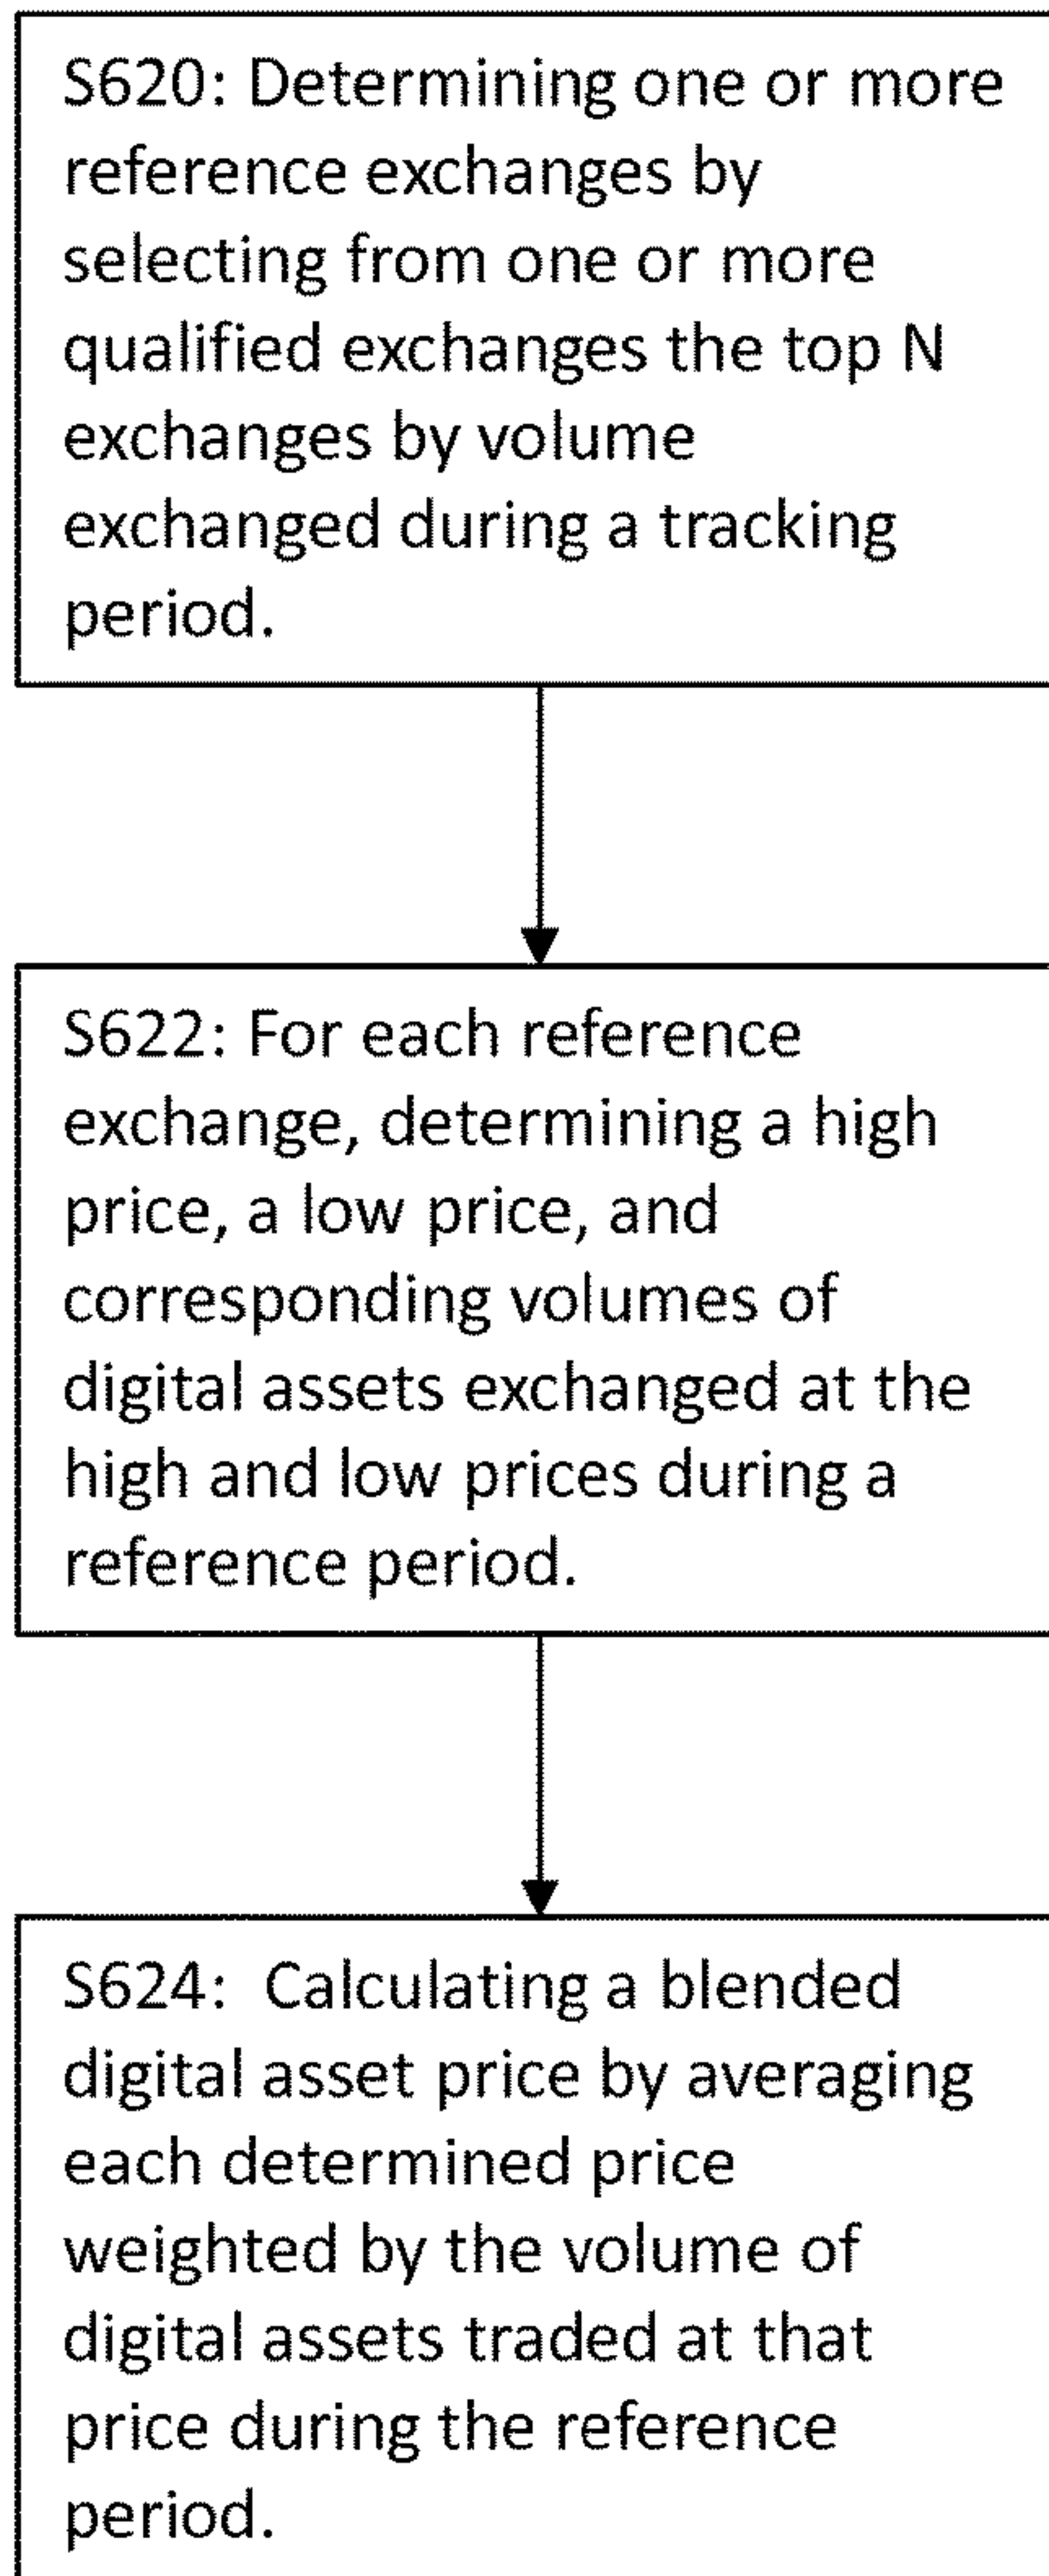 S620: Determining one or more
reference exchanges by
selecting from one or more
qualified exchanges the top N
exchanges by volume
exchanged during a tracking
period.
S622: For each reference
exchange, determining a high
price, a low price, and
corresponding volumes of
digital assets exchanged at the
high and low prices during a
reference period.
S624: Calculating a blended
digital asset price by averaging
each determined price
weighted by the volume of
digital assets traded at that
price during the reference
period.